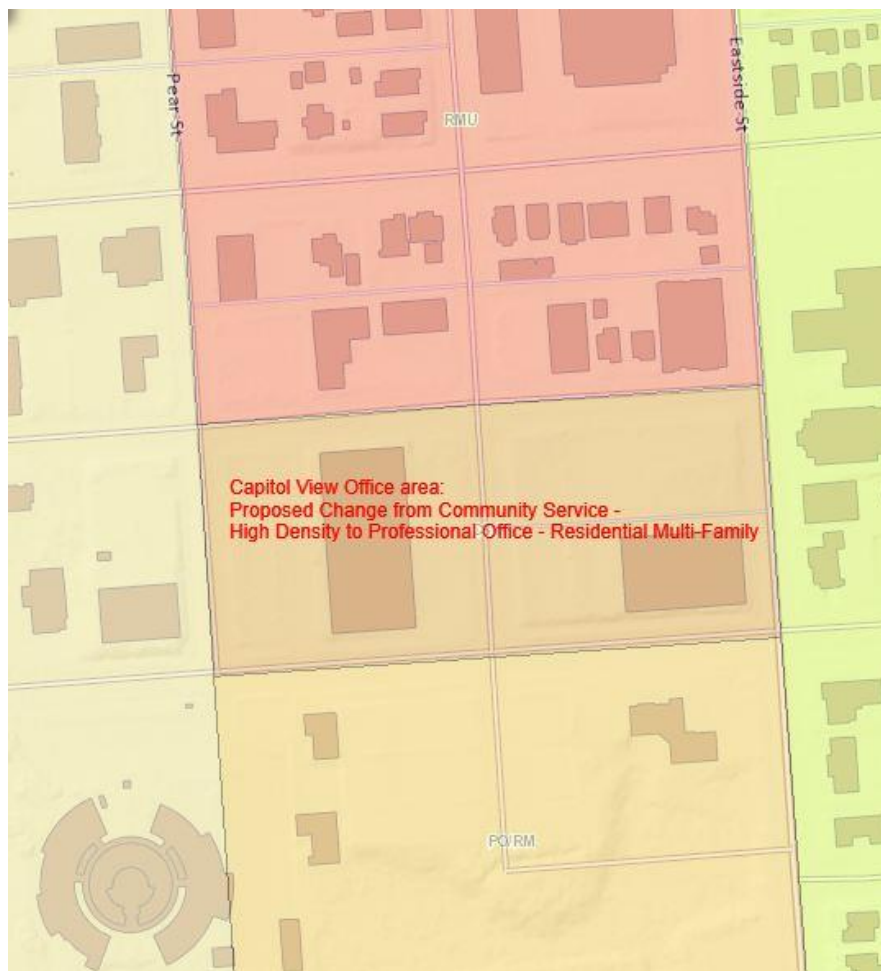 Pear St
Eastside St
RMU
Capitol View Office area:
Proposed Change from Community Service -
High Density to Professional Office - Residential Multi-Family
PO/RM